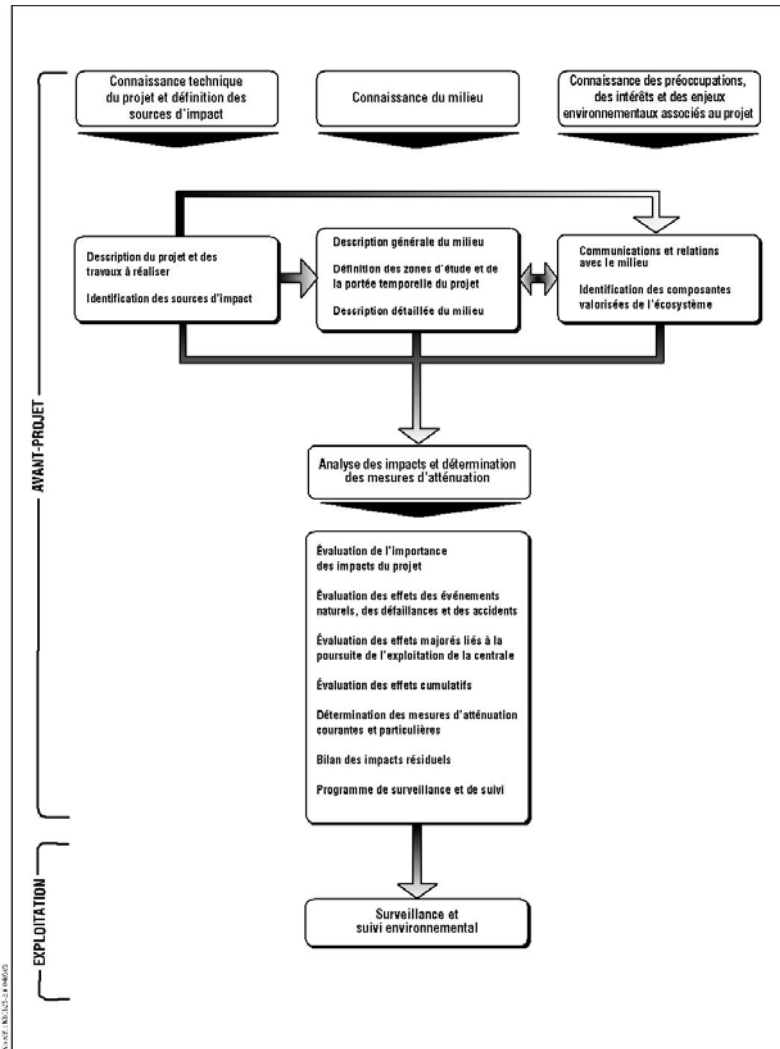 Connaissance technique
du projet et définition des
sources d'impact
Connaissance du milieu
Connaissance des préoccupations,
des intérêts et des enjeux
environnementaux associés au projet
Description du projet et des
travaux à réaliser
Identification des sources d'impact
Description générale du milieu
Définition des zones d'étude et de
la portée temporelle du projet
Description détaillée du milieu
Communications et relations
avec le milieu
Identification des composantes
valorisées de l'écosystème
AVANT-PROJET
Analyse des impacts et détermination
des mesures d'atténuation
Évaluation de l'importance
des impacts du projet
Évaluation des effets des événements
naturels, des défaillances et des accidents
Évaluation des effets majorés liés à la
poursuite de l'exploitation de la centrale
Évaluation des effets cumulatifs
Détermination des mesures d'atténuation
courantes et particulières
Bilan des impacts résiduels
Programme de surveillance et de suivi
EXPLOITATION
Surveillance et
suivi environnemental